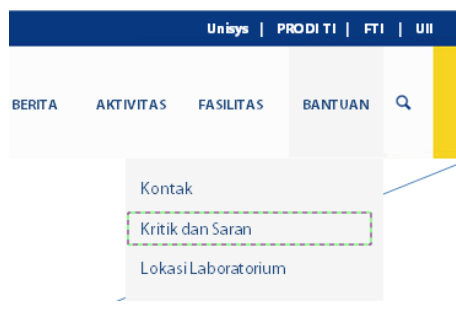 Unisys | PRODI TI | FTI | UII
BERITA AKTIVITAS FASILITAS BANTUAN
Kontak
Kritik dan Saran
Lokasi Laboratorium